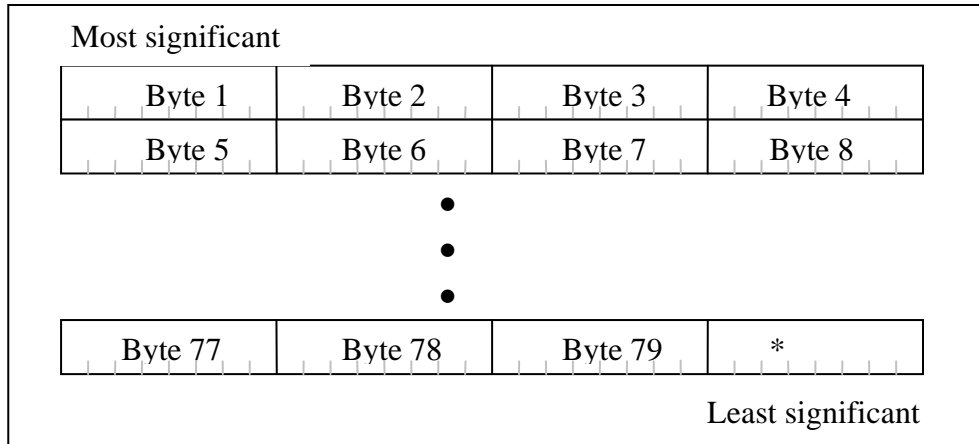 Most significant
Byte 1 Byte 2 Byte 3 Byte 4
Byte 5 Byte 6 Byte 7 Byte 8
Byte 77 Byte 78 Byte 79 *
Least significant